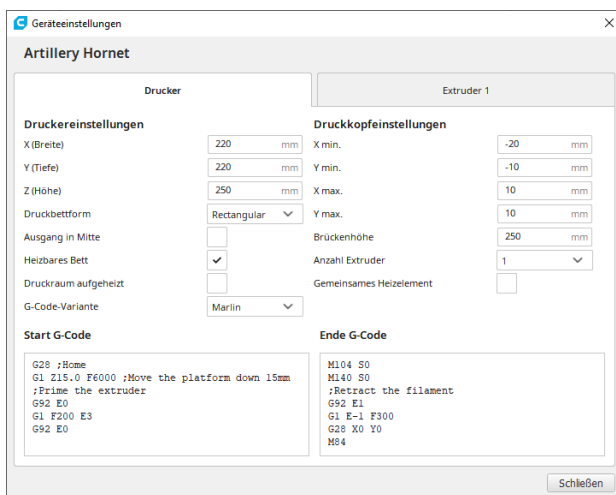 Geräteeinstellungen
Artillery Hornet
Drucker
Extruder 1
Druckereinstellungen
X (Breite) 220 mm
Y (Tiefe) 220 mm
Z (Höhe) 250 mm
Druckbettform Rectangular
Ausgang in Mitte
Heizbares Bett
Druckraum aufgeheizt
G-Code-Variante Marlin
Druckkopfeinstellungen
X min. -20 mm
Y min. -10 mm
X max. 10 mm
Y max. 10 mm
Brückenhöhe 250 mm
Anzahl Extruder 1
Gemeinsames Heizelement
Start G-Code
G28 ;Home
G1 Z15.0 F6000 ;Move the platform down 15mm
;Prime the extruder
G92 E0
G1 F200 E3
G92 E0
Ende G-Code
M104 S0
M140 S0
;Retract the filament
G92 E1
G1 E-1 F300
G28 X0 Y0
M84
Schließen